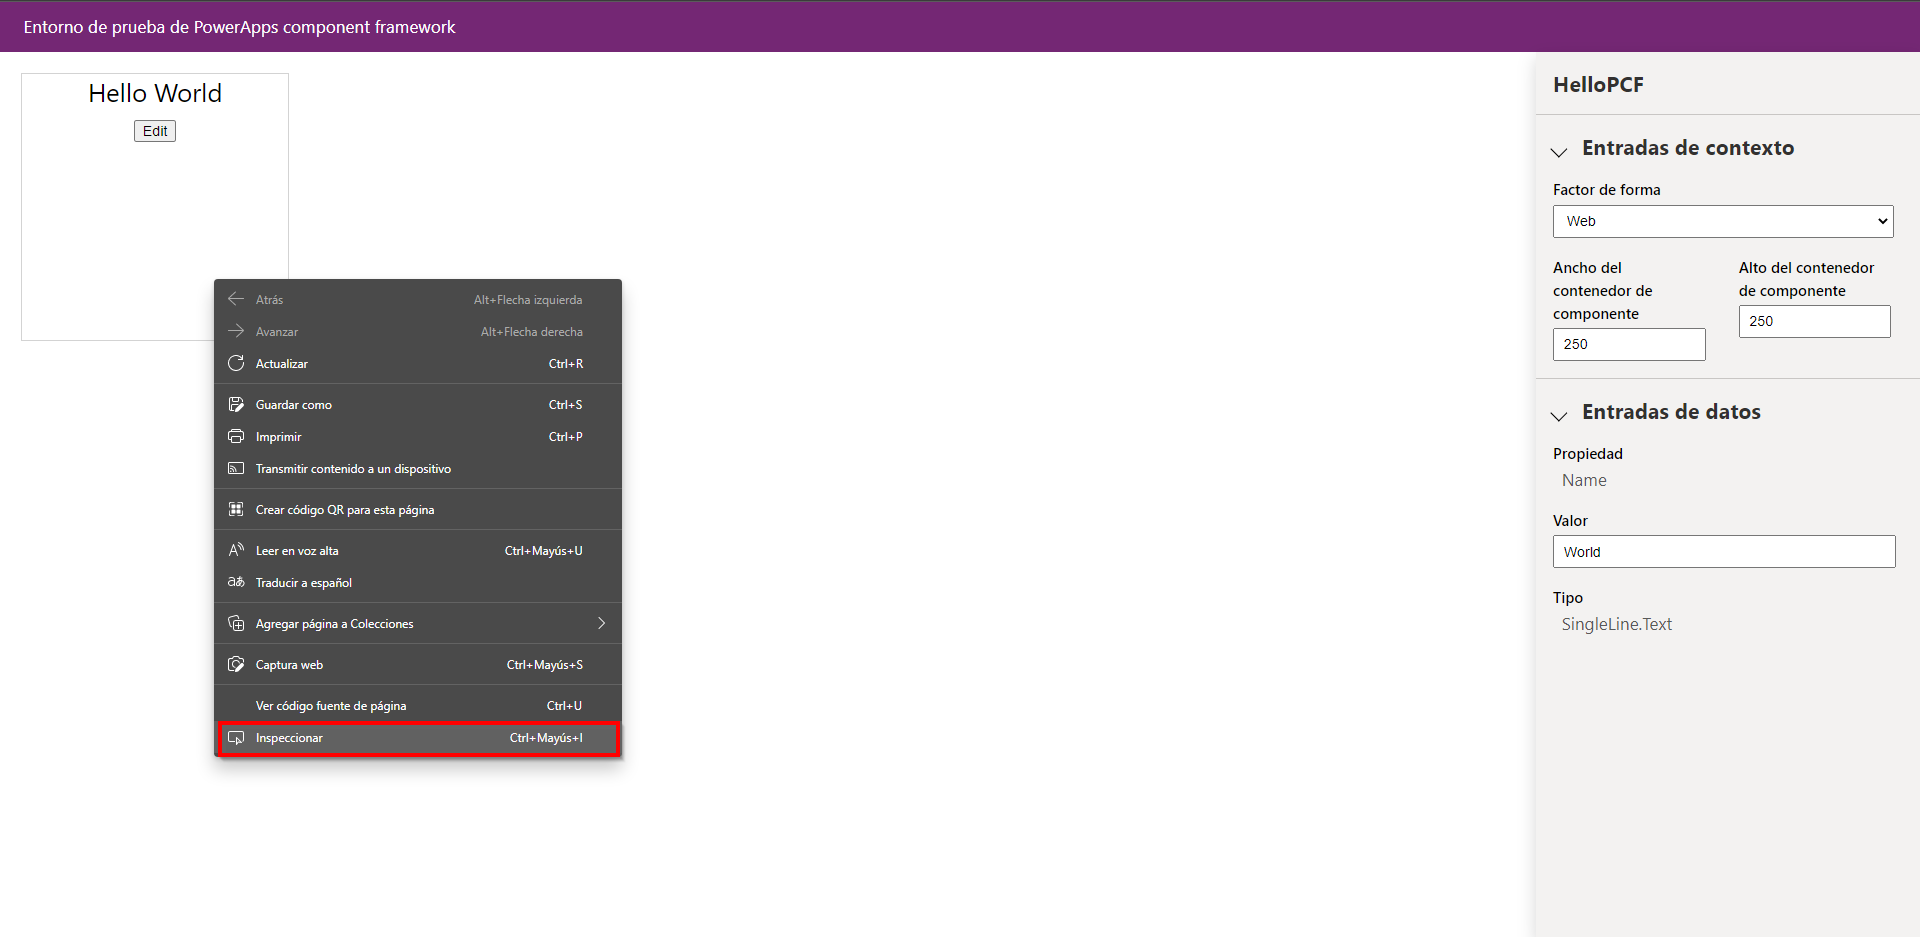 Entorno de prueba de PowerApps component framework
Hello World
Edit
Atrás Alt+Flecha izquierda
Avanzar Alt+Flecha derecha
Actualizar Ctrl+R
Guardar como Ctrl+S
Imprimir Ctrl+P
Transmitir contenido a un dispositivo
Crear código QR para esta página
Leer en voz alta Ctrl+Mayús+U
Traducir a español
Agregar página a Colecciones
Captura web Ctrl+Mayús+S
Ver código fuente de página Ctrl+U
Inspeccionar Ctrl+Mayús+I
HelloPCF
Entradas de contexto
Factor de forma
Web
Ancho del
contenedor de
componente
250
Alto del contenedor
de componente
250
Entradas de datos
Propiedad
Name
Valor
World
Tipo
SingleLine.Text